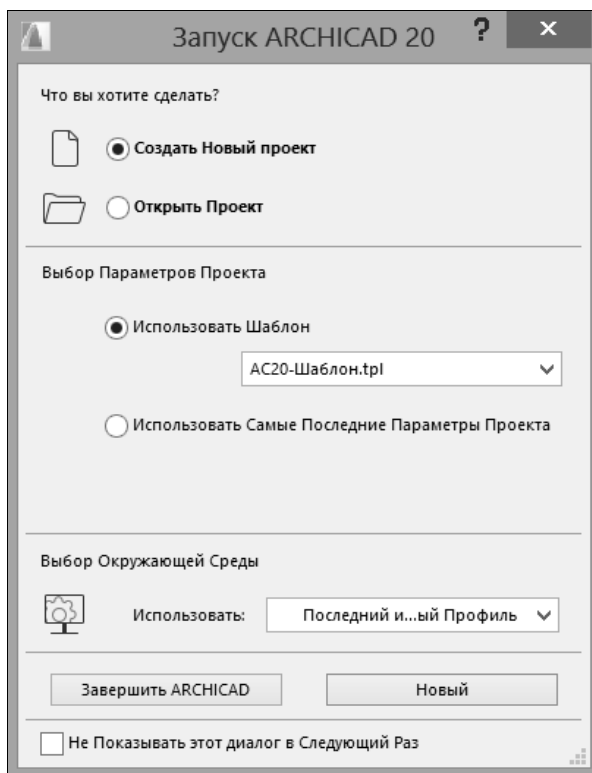 Запуск ARCHICAD 20 ? ×
Что вы хотите сделать?
Создать Новый проект
Открыть Проект
Выбор Параметров Проекта
Использовать Шаблон
AC20-Шаблон.tpl
Использовать Самые Последние Параметры Проекта
Выбор Окружающей Среды
Использовать: Последний и...ый Профиль
Завершить ARCHICAD Новый
Не Показывать этот диалог в Следующий Раз